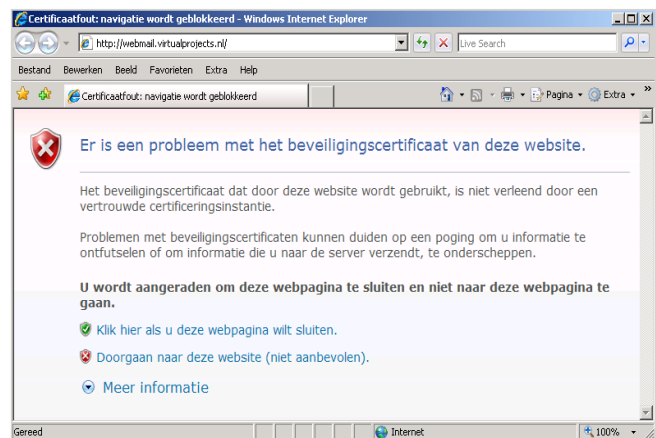 Certificaatfout: navigatie wordt geblokkeerd - Windows Internet Explorer
http://webmail.virtualprojects.nl/
Live Search
Bestand Bewerken Beeld Favorieten Extra Help
Certificaatfout: navigatie wordt geblokkeerd
Pagina Extra »
Er is een probleem met het beveiligingscertificaat van deze website.
Het beveiligingscertificaat dat door deze website wordt gebruikt, is niet verleend door een
vertrouwde certificeringsinstantie.
Problemen met beveiligingscertificaten kunnen duiden op een poging om u informatie te
ontfutselen of om informatie die u naar de server verzendt, te onderscheppen.
U wordt aangeraden om deze webpagina te sluiten en niet naar deze webpagina te
gaan.
Klik hier als u deze webpagina wilt sluiten.
Doorgaan naar deze website (niet aanbevolen).
Meer informatie
Gereed Internet 100%